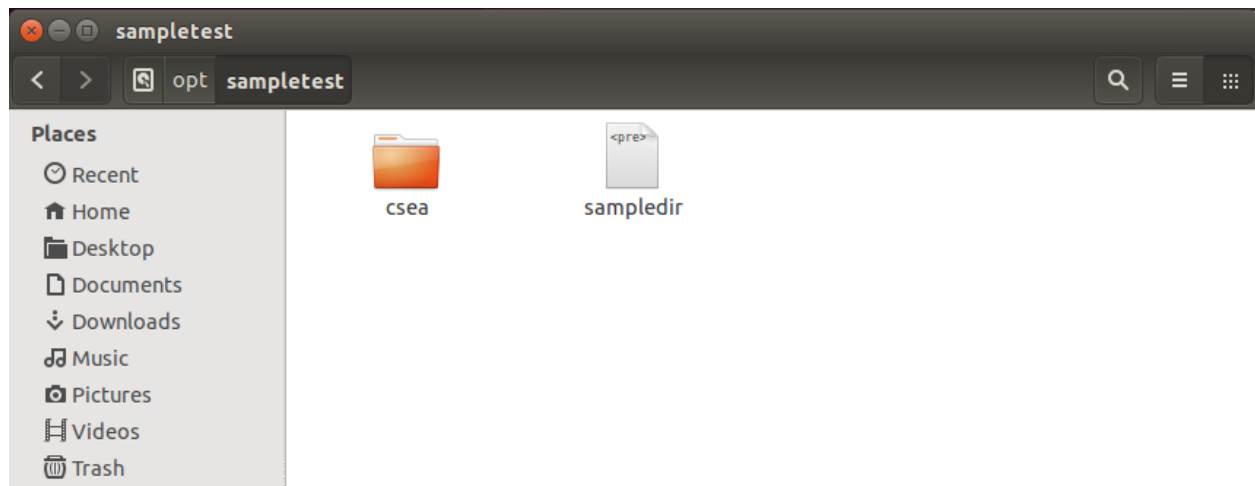 sampletest
opt sampletest
Places
Recent
Home
Desktop
Documents
Downloads
Music
Pictures
Videos
Trash
<pre>
csea
sampledir